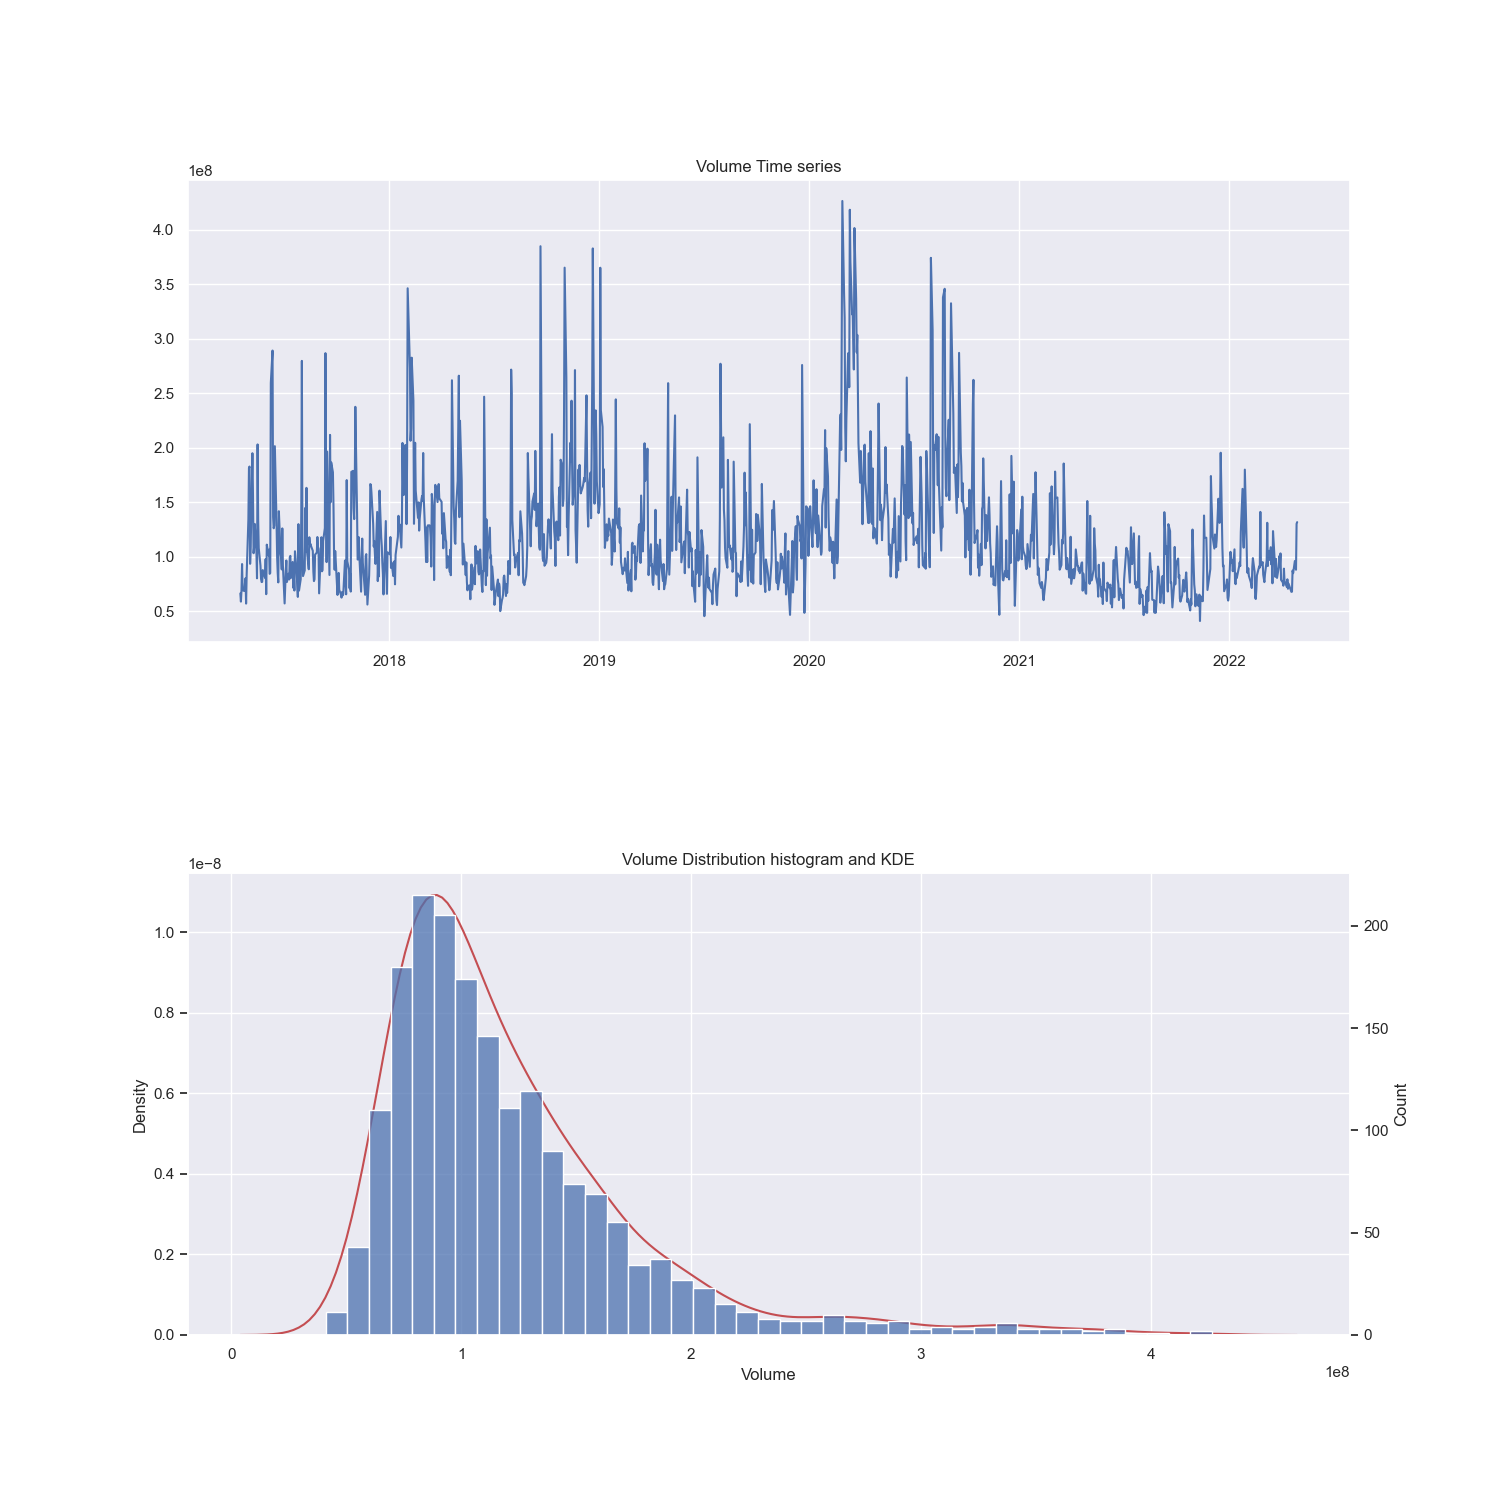 Volume Time series
1e8
4.0
3.5
3.0
2.5
2.0
1.5
1.0
0.5
2018 2019 2020 2021 2022
Volume Distribution histogram and KDE
1e−8
1.0
0.8
0.6
0.4
0.2
0.0
Density
200
150
100
50
0
Count
0 1 2 3 4
1e8
Volume